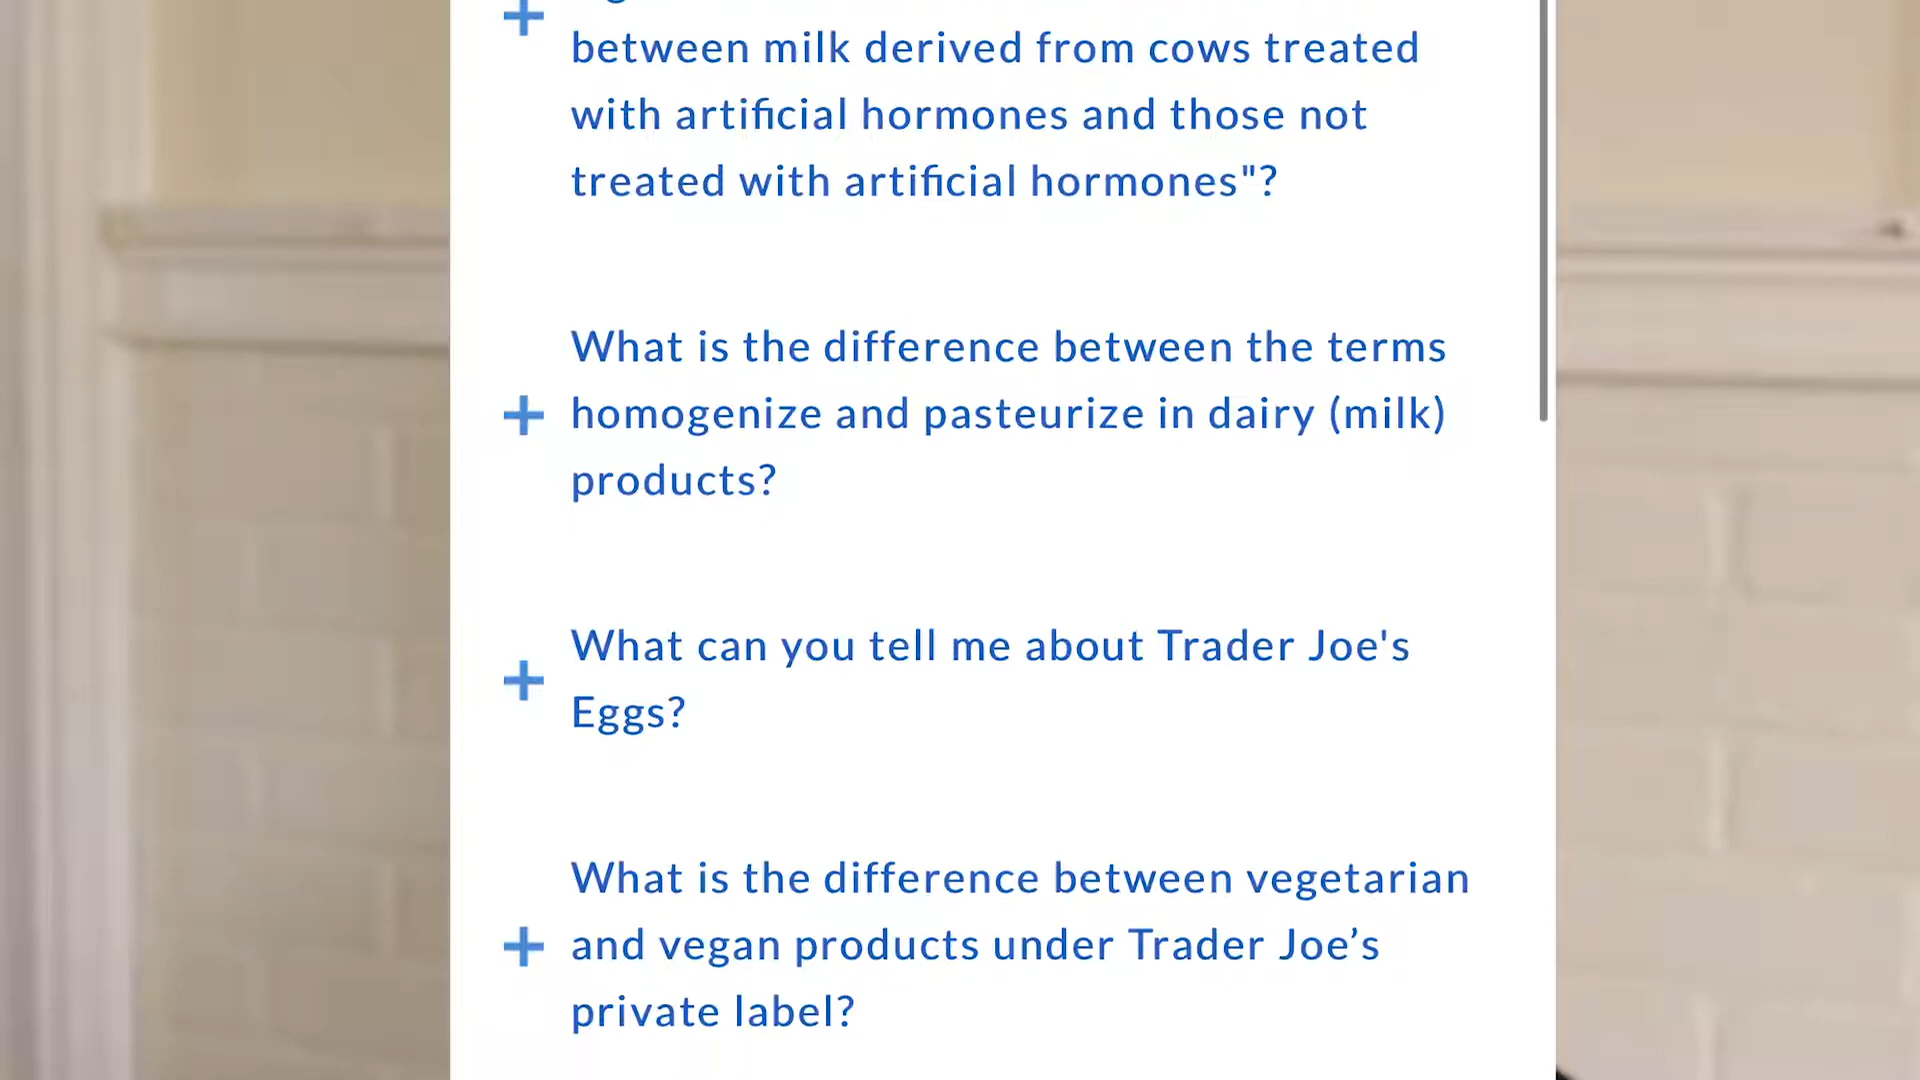 between milk derived from cows treated
with artificial hormones and those not
treated with artificial hormones"?
What is the difference between the terms
homogenize and pasteurize in dairy (milk)
products?
What can you tell me about Trader Joe's
Eggs?
What is the difference between vegetarian
and vegan products under Trader Joe’s
private label?